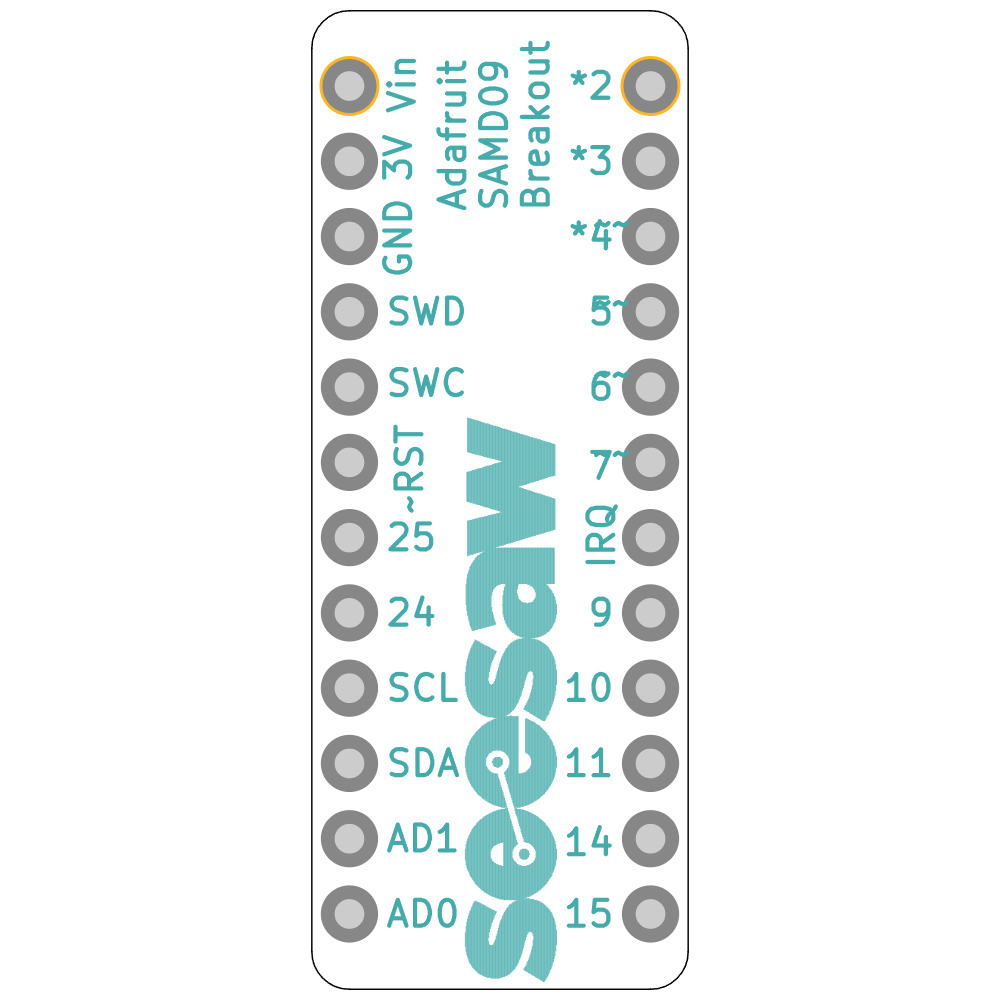 Vin
3V
GND
SWD
SWC
~RST
25
24
SCL
SDA
AD1
AD0
Adafruit
SAMD09
Breakout
seesaw
*2
*3
*4~
5~
6~
7~
IRQ
9
10
11
14
15